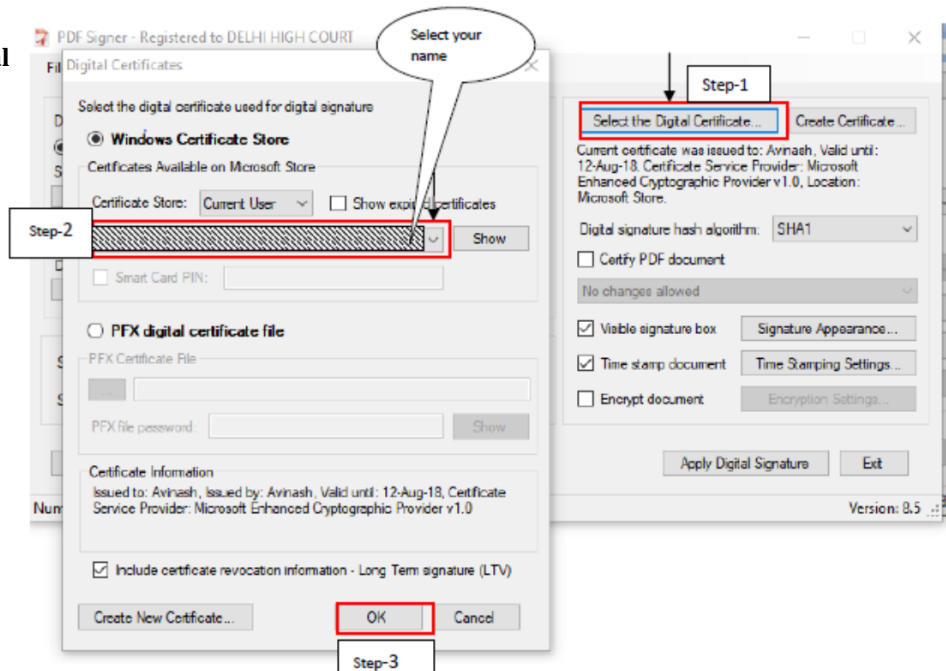 al
PDF Signer - Registered to DELHI HIGH COURT
Select your
name
Fil
Digital Certificates
Step-1
Select the digital certificate used for digital signature
Windows Certificate Store
Certificates Available on Microsoft Store
Certificate Store: Current User
Show expired certificates
Step-2
Show
Smart Card PIN:
PFX digital certificate file
PFX Certificate File
...
PFX file password:
Show
Certificate Information
Issued to: Avinash, Issued by: Avinash, Valid until: 12-Aug-18, Certificate
Service Provider: Microsoft Enhanced Cryptographic Provider v1.0
Include certificate revocation information - Long Term signature (LTV)
Create New Certificate...
OK
Cancel
Step-3
D
S
D
S
S
Num
Select the Digital Certificate...
Create Certificate...
Current certificate was issued to: Avinash, Valid until:
12-Aug-18. Certificate Service Provider: Microsoft
Enhanced Cryptographic Provider v1.0, Location:
Microsoft Store.
Digital signature hash algorithm: SHA1
Certify PDF document
No changes allowed
Visible signature box
Signature Appearance...
Time stamp document
Time Stamping Settings...
Encrypt document
Encryption Settings...
Apply Digital Signature
Exit
Version: 8.5